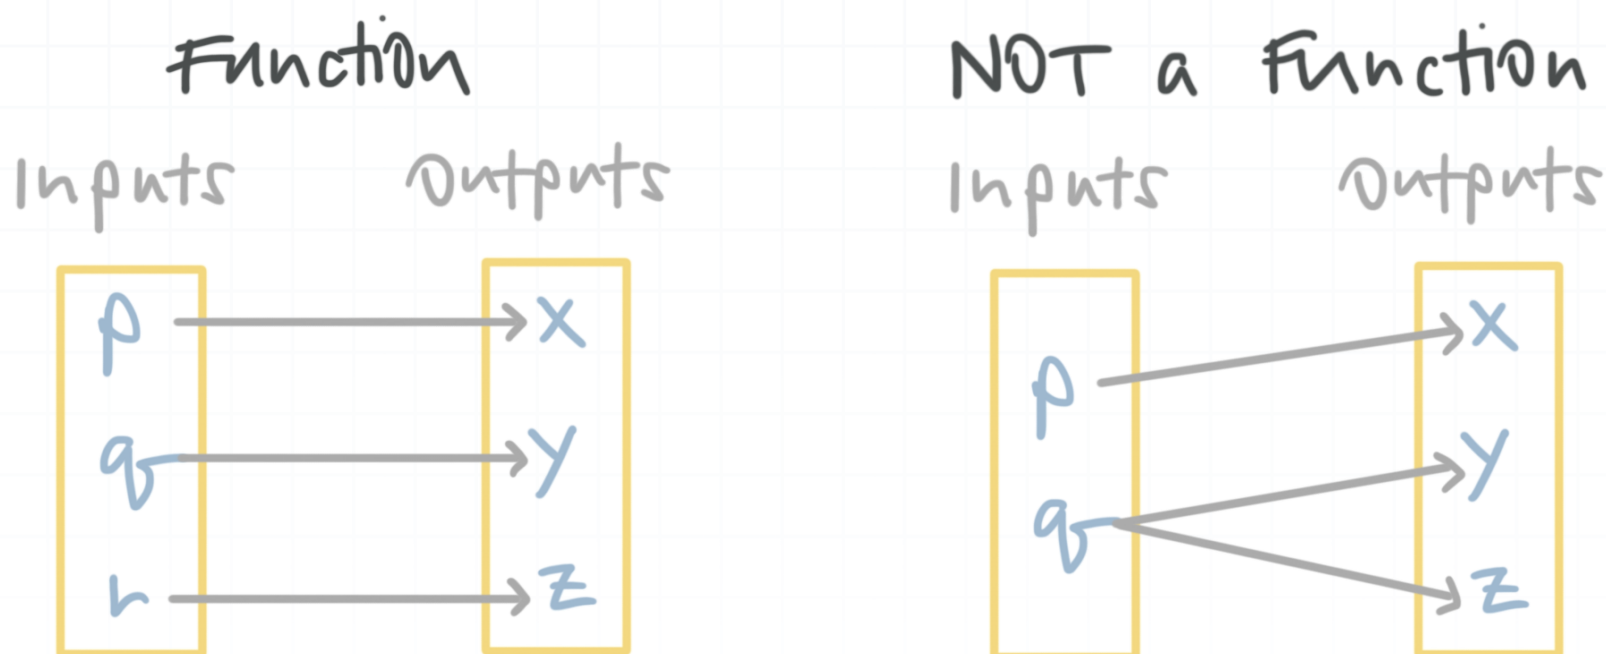 Function
Inputs Outputs
p x
q y
r z
NOT a Function
Inputs Outputs
x
p
y
q
z